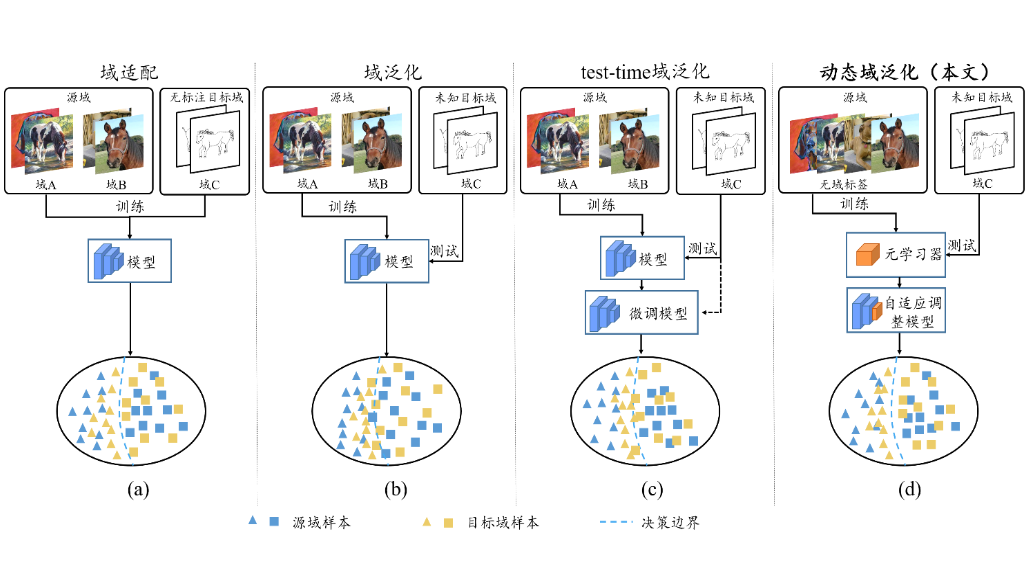 域适配
源域
无标注目标域
域A
域B
域C
训练
模型
(a)
域泛化
源域
未知目标域
域A
域B
域C
训练
测试
模型
(b)
test-time域泛化
源域
未知目标域
域A
域B
域C
训练
测试
模型
微调模型
(c)
动态域泛化（本文）
源域
未知目标域
无域标签
域C
训练
测试
元学习器
自适应调
整模型
(d)
源域样本
目标域样本
决策边界